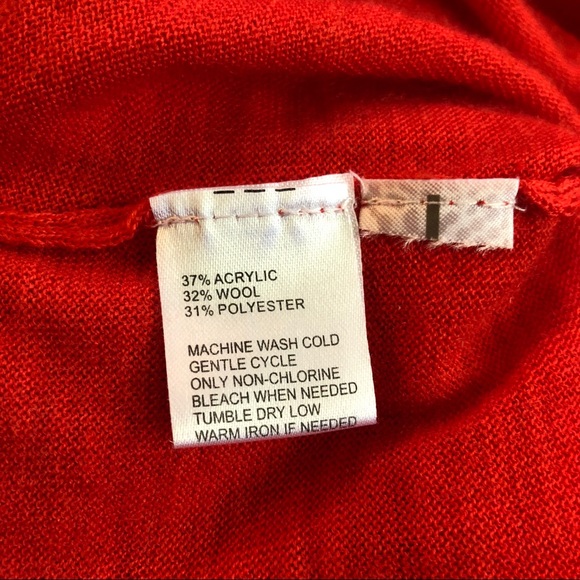 37% ACRYLIC
32% WOOL
31% POLYESTER
MACHINE WASH COLD
GENTLE CYCLE
ONLY NON-CHLORINE
BLEACH WHEN NEEDED
TUMBLE DRY LOW
WARM IRON IF NEEDED